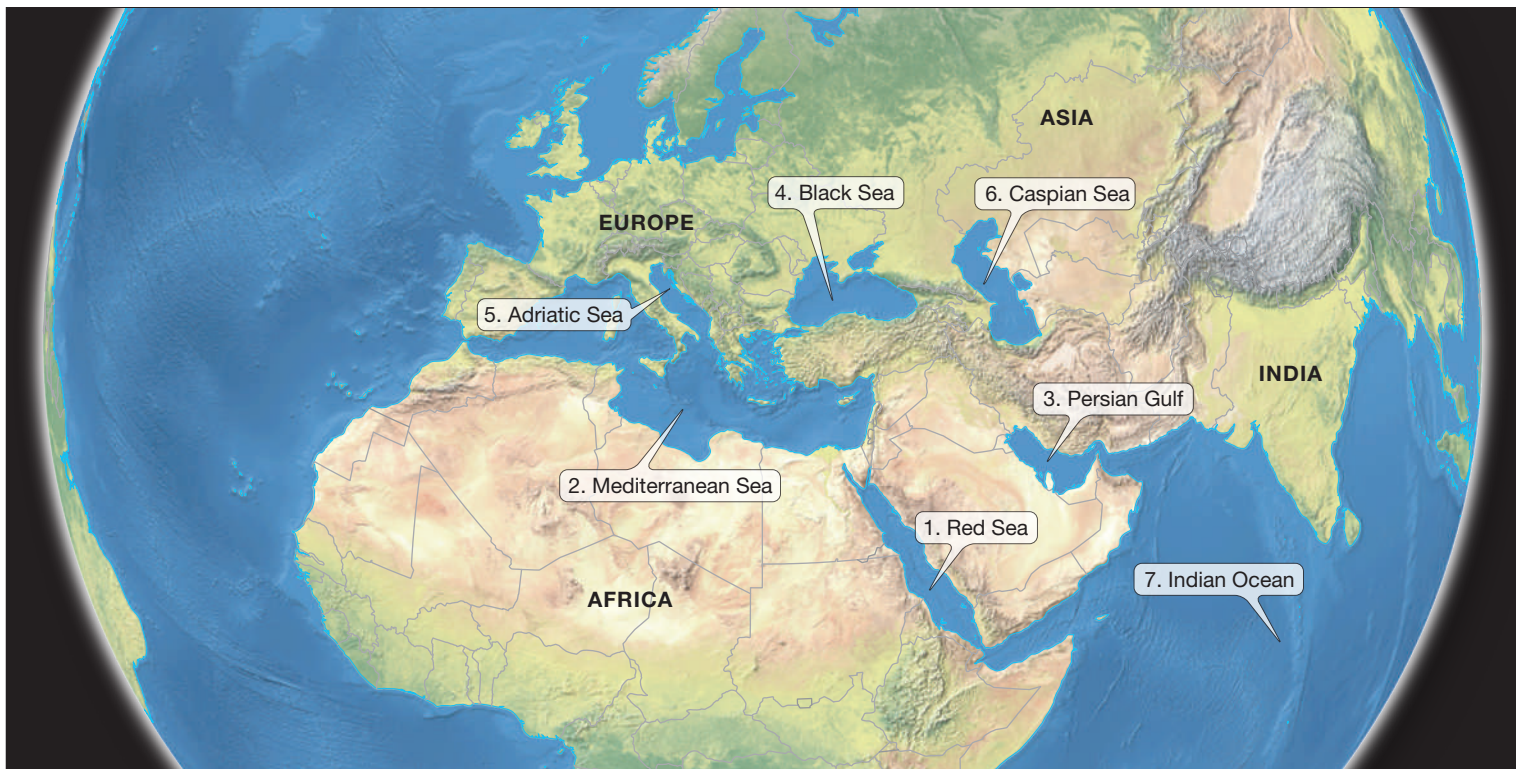 ASIA
4. Black Sea
6. Caspian Sea
EUROPE
5. Adriatic Sea
INDIA
3. Persian Gulf
2. Mediterranean Sea
1. Red Sea
7. Indian Ocean
AFRICA